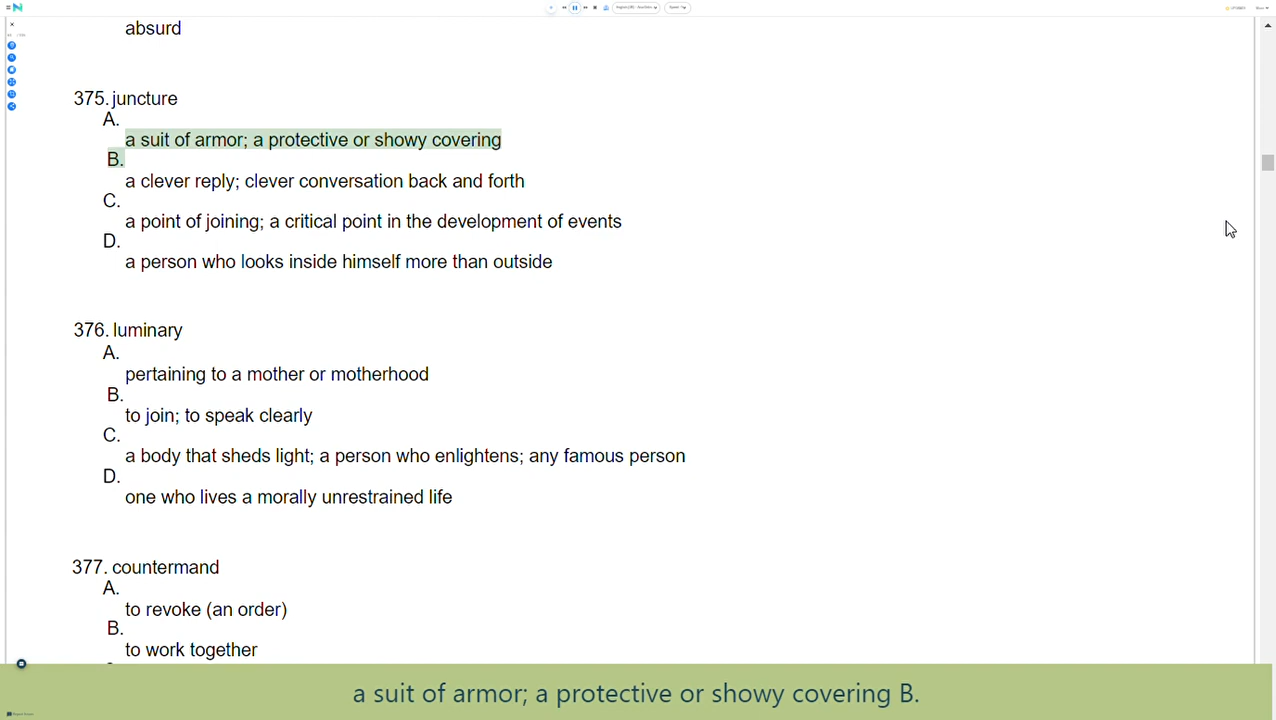 absurd
375. juncture
A.
a suit of armor; a protective or showy covering
B.
a clever reply; clever conversation back and forth
C.
a point of joining; a critical point in the development of events
D.
a person who looks inside himself more than outside
376. luminary
A.
pertaining to a mother or motherhood
B.
to join; to speak clearly
C.
a body that sheds light; a person who enlightens; any famous person
D.
one who lives a morally unrestrained life
377. countermand
A.
to revoke (an order)
B.
to work together
a suit of armor; a protective or showy covering B.